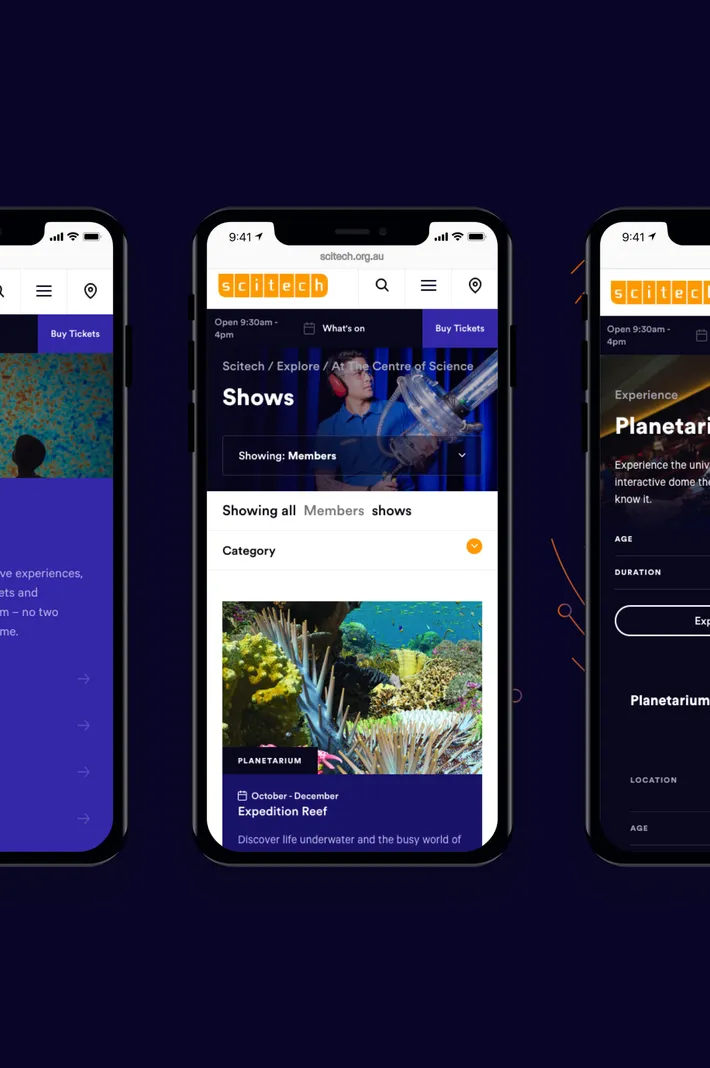 Buy Tickets
ve experiences,
ets and
m – no two
me.
9:41
scitech.org.au
scitech
Open 9:30am -
4pm
What's on
Buy Tickets
Scitech / Explore / At The Centre of Science
Shows
Showing: Members
Showing all Members shows
Category
PLANETARIUM
October - December
Expedition Reef
Discover life underwater and the busy world of
9:41
scitec
Open 9:30am -
4pm
Experience
Planetari
Experience the univ
interactive dome the
know it.
AGE
DURATION
Exp
Planetarium
LOCATION
AGE